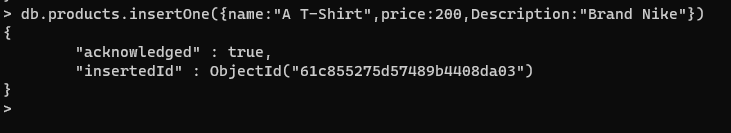 > db.products.insertOne({name:"A T-Shirt",price:200,Description:"Brand Nike"})
{
        "acknowledged" : true,
        "insertedId" : ObjectId("61c855275d57489b4408da03")
}
>